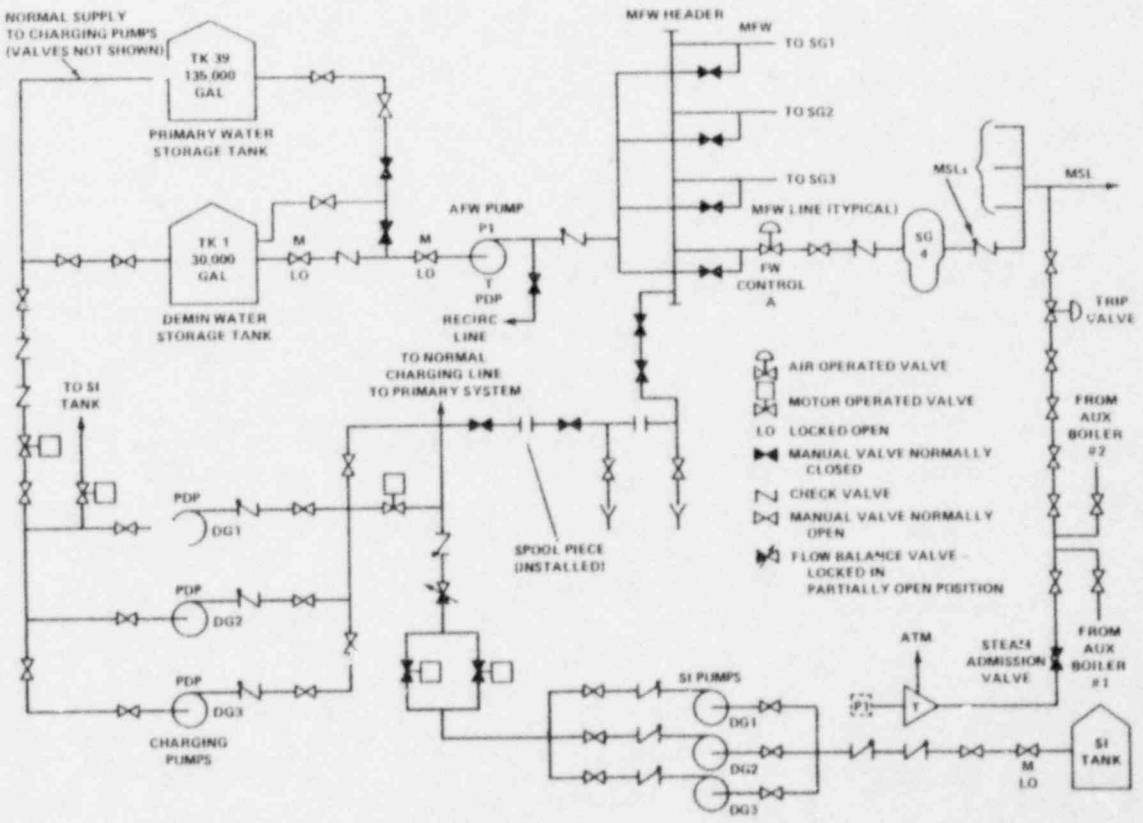 NORMAL SUPPLY
TO CHARGING PUMPS
(VALVES NOT SHOWN)
TK 39
135,000
GAL
PRIMARY WATER
STORAGE TANK
TK 1
30,000
GAL
DEMIN WATER
STORAGE TANK
M
LO
M
LO
AFW PUMP
P1
T
PDP
RECIRC
LINE
MFW HEADER
MFW
TO SG1
TO SG2
TO SG3
MFW LINE (TYPICAL)
FW
CONTROL
A
SG
4
MSLs
MSL
TRIP
VALVE
FROM
AUX
BOILER
#2
FROM
AUX
BOILER
#1
STEAM
ADMISSION
VALVE
ATM
P1
T
TO NORMAL
CHARGING LINE
TO PRIMARY SYSTEM
TO SI
TANK
PDP
DG1
PDP
DG2
PDP
DG3
CHARGING
PUMPS
SPOOL PIECE
(INSTALLED)
AIR OPERATED VALVE
MOTOR OPERATED VALVE
LO LOCKED OPEN
MANUAL VALVE NORMALLY
CLOSED
CHECK VALVE
MANUAL VALVE NORMALLY
OPEN
FLOW BALANCE VALVE -
LOCKED IN
PARTIALLY OPEN POSITION
SI PUMPS
DG1
DG2
DG3
M
LO
SI
TANK